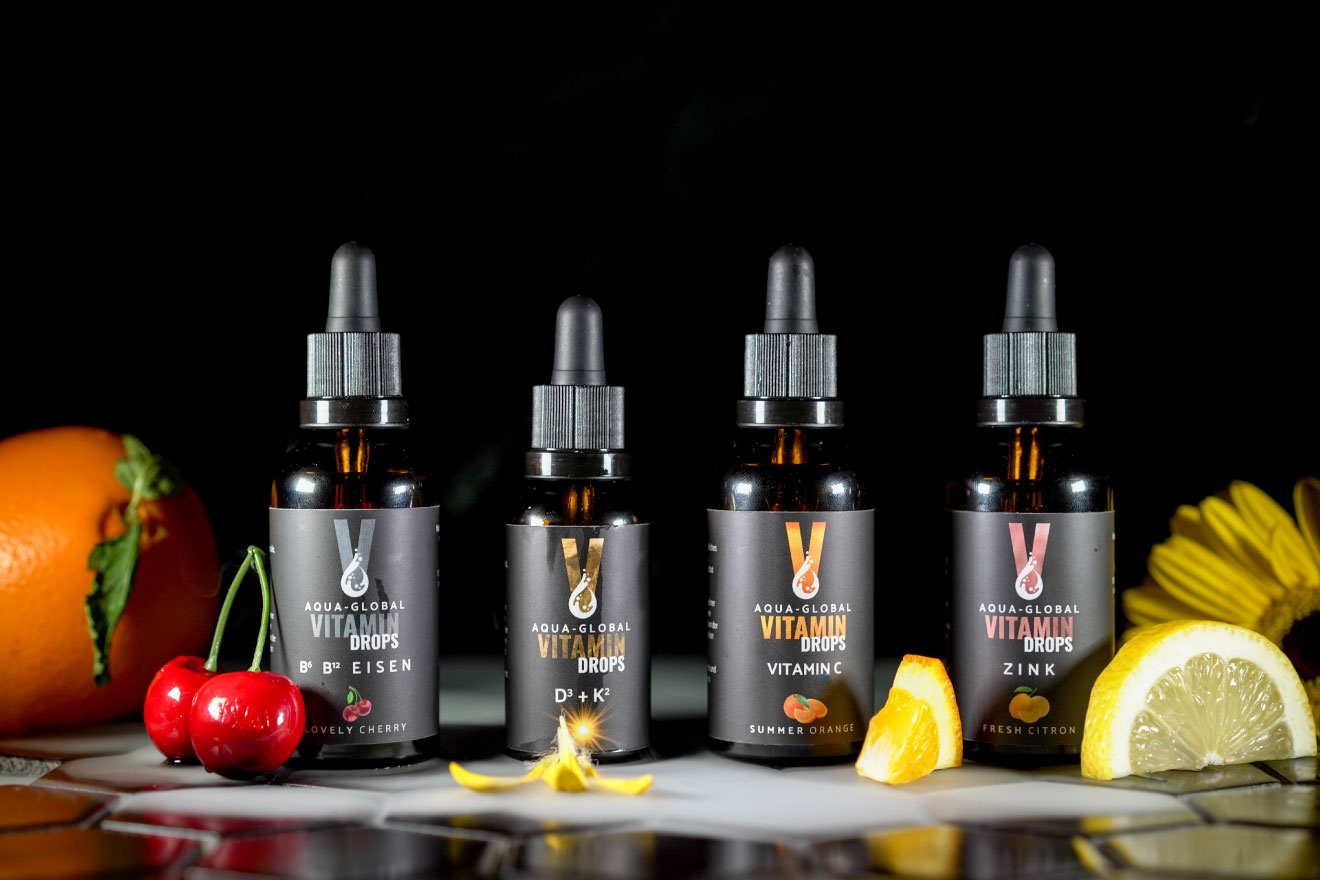 AQUA-GLOBAL
VITAMIN
DROPS
B⁶ B¹² EISEN
LOVELY CHERRY
AQUA-GLOBAL
VITAMIN
DROPS
D³ + K²
AQUA-GLOBAL
VITAMIN
DROPS
VITAMIN C
SUMMER ORANGE
AQUA-GLOBAL
VITAMIN
DROPS
ZINK
FRESH CITRON